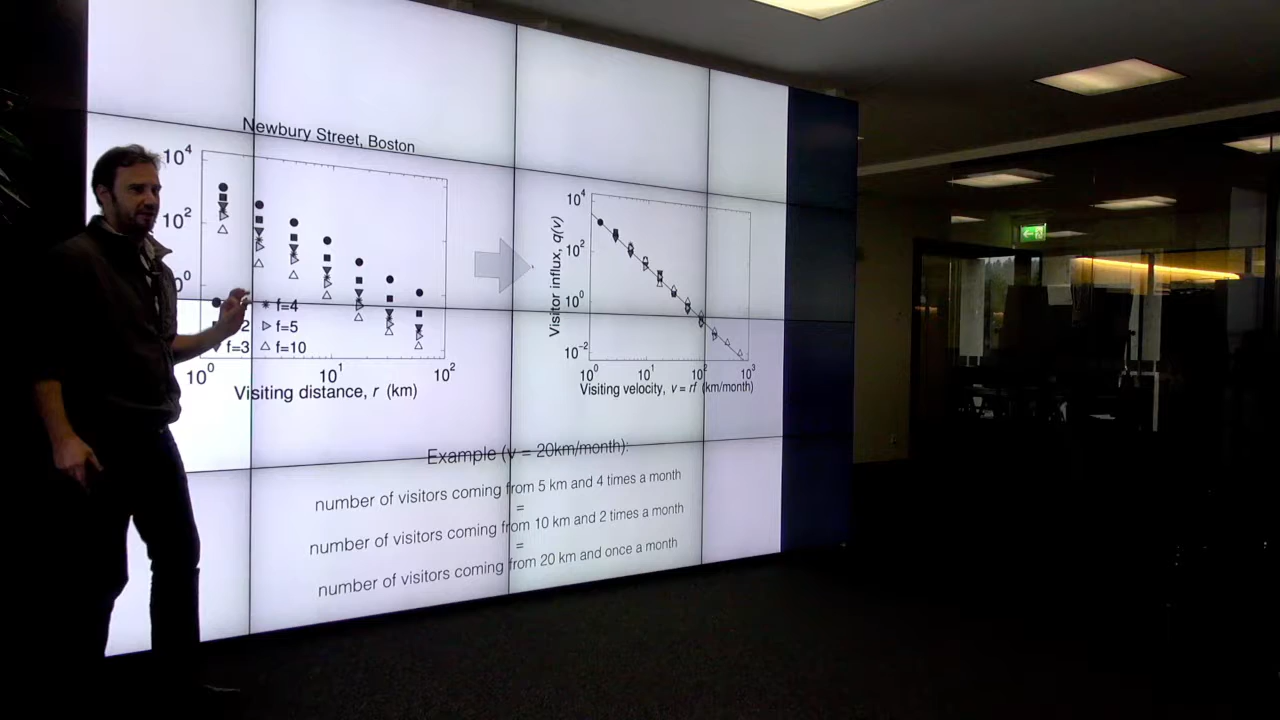 Newbury Street, Boston
10^4
10^2
10^0
2
f=3
f=4
f=5
f=10
10^0
10^1
10^2
Visiting distance, r (km)
Visitor influx, q(v)
10^4
10^2
10^0
10^-2
10^0
10^1
10^2
10^3
Visiting velocity, v = rf (km/month)
Example (v = 20km/month):
number of visitors coming from 5 km and 4 times a month
=
number of visitors coming from 10 km and 2 times a month
=
number of visitors coming from 20 km and once a month